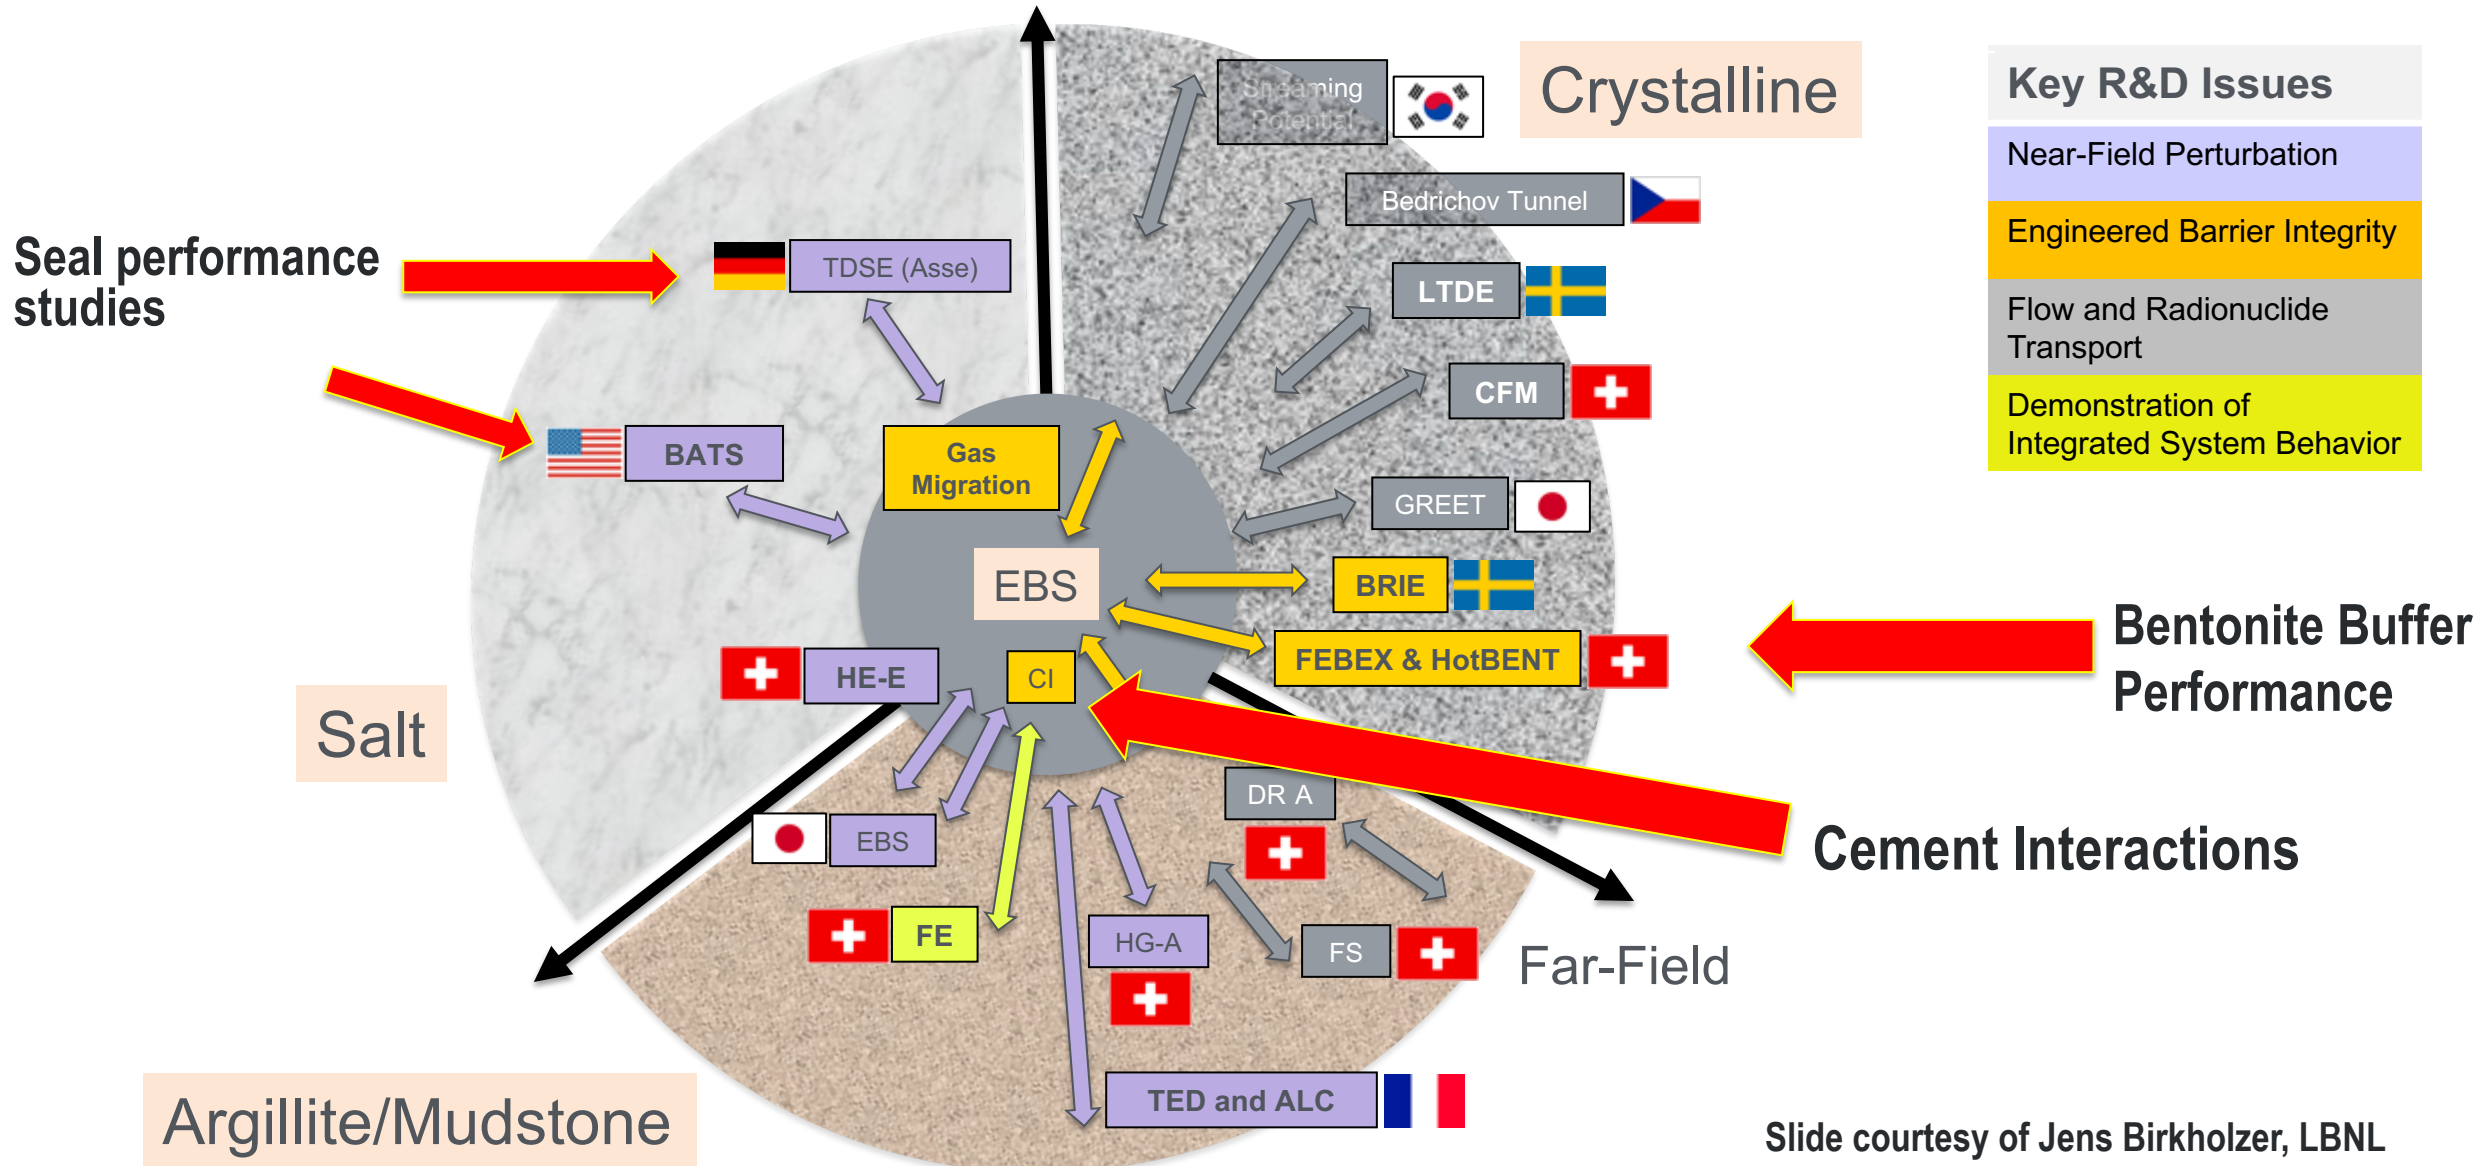 Streaming
Potential
Crystalline
Key R&D Issues
Near-Field Perturbation
Engineered Barrier Integrity
Flow and Radionuclide
Transport
Demonstration of
Integrated System Behavior
Bedrichov Tunnel
Seal performance
studies
TDSE (Asse)
LTDE
CFM
BATS
Gas
Migration
GREET
EBS
BRIE
FEBEX & HotBENT
Bentonite Buffer
Performance
HE-E
CI
Salt
DR A
EBS
Cement Interactions
FE
HG-A
FS
Far-Field
TED and ALC
Argillite/Mudstone
Slide courtesy of Jens Birkholzer, LBNL